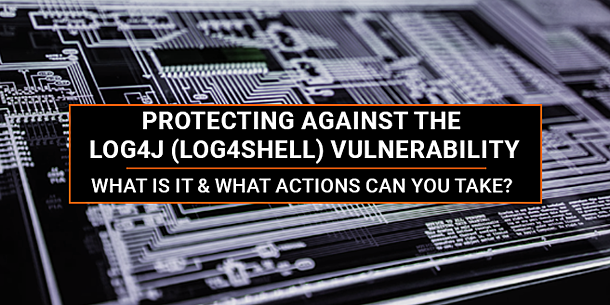 PROTECTING AGAINST THE
LOG4J (LOG4SHELL) VULNERABILITY
WHAT IS IT & WHAT ACTIONS CAN YOU TAKE?